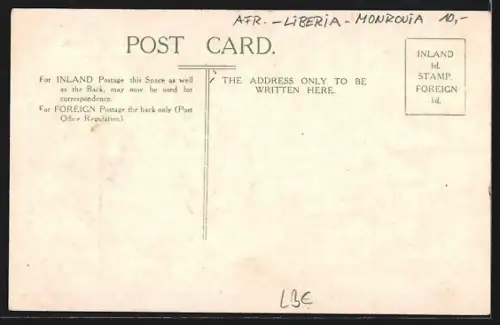 AFR. - LiBERiA - MONROViA 10,-
POST CARD.
For INLAND Postage this Space as well
as the Back, may now be used for
correspondence.
For FOREIGN Postage the back only (Post
Office Regulation)
THE ADDRESS ONLY TO BE
WRITTEN HERE.
INLAND
½d.
STAMP.
FOREIGN
1d.
LBE